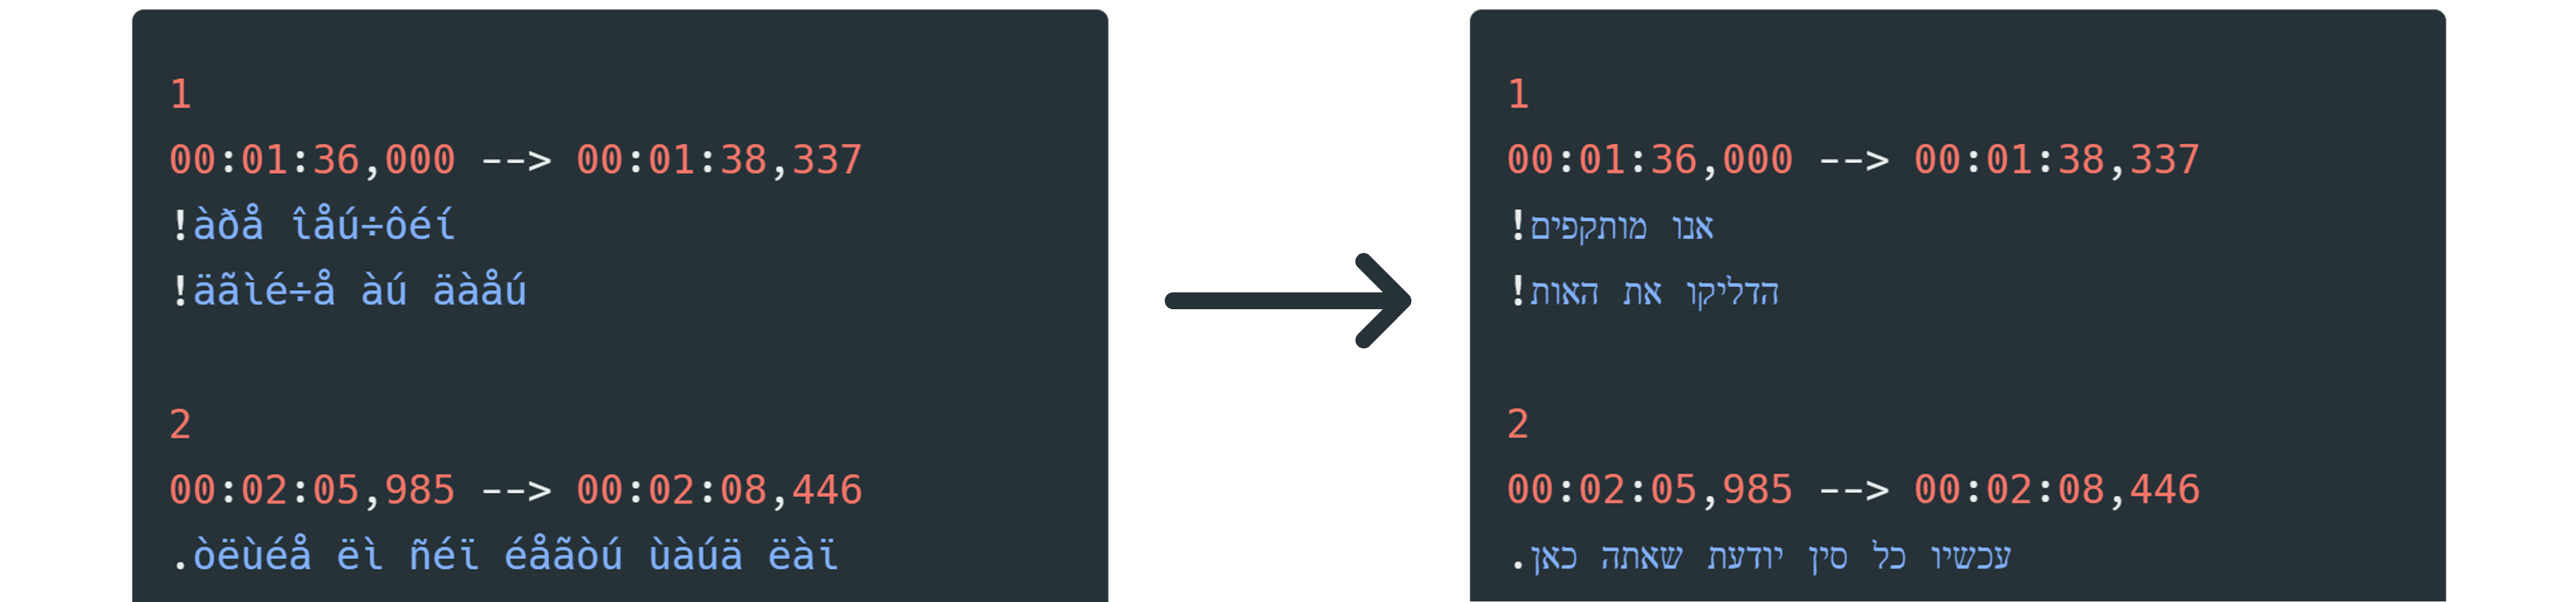 1
00:01:36,000 --> 00:01:38,337
!àðå îåú÷ôéí
!äãìé÷å àú äàåú
2
00:02:05,985 --> 00:02:08,446
.òëùéå ëì ñéï éåãòú ùàúä ëàï
1
00:01:36,000 --> 00:01:38,337
!אנו מותקפים
!הדליקו את האות
2
00:02:05,985 --> 00:02:08,446
.עכשיו כל סין יודעת שאתה כאן